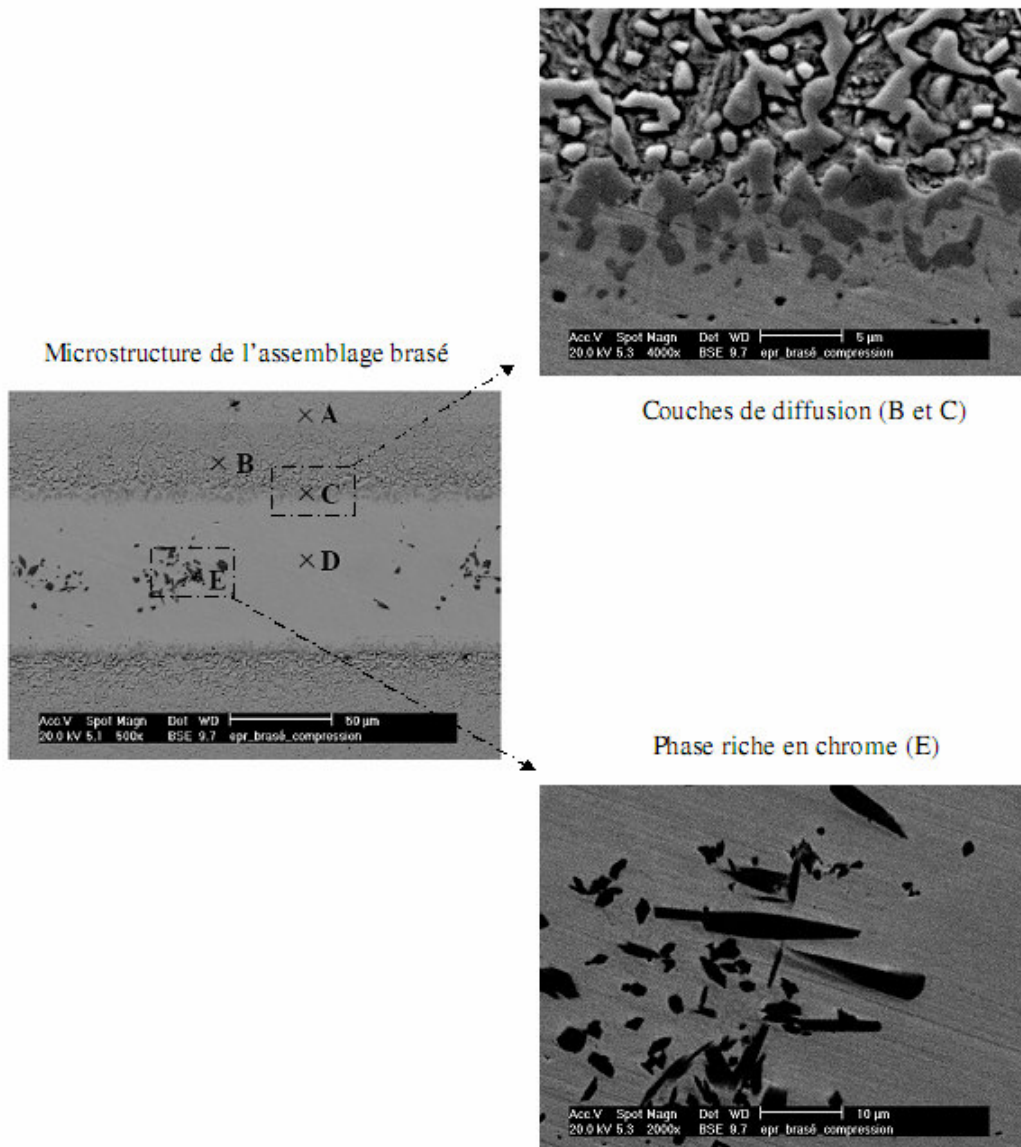 Acc.V Spot Magn Det WD 5 µm
20.0 kV 5.3 4000x BSE 9.7 epr_brasé_compression
Microstructure de l'assemblage brasé
Couches de diffusion (B et C)
A
B
C
D
E
Acc.V Spot Magn Det WD 50 µm
20.0 kV 5.1 500x BSE 9.7 epr_brasé_compression
Phase riche en chrome (E)
Acc.V Spot Magn Det WD 10 µm
20.0 kV 5.3 2000x BSE 9.7 epr_brasé_compression